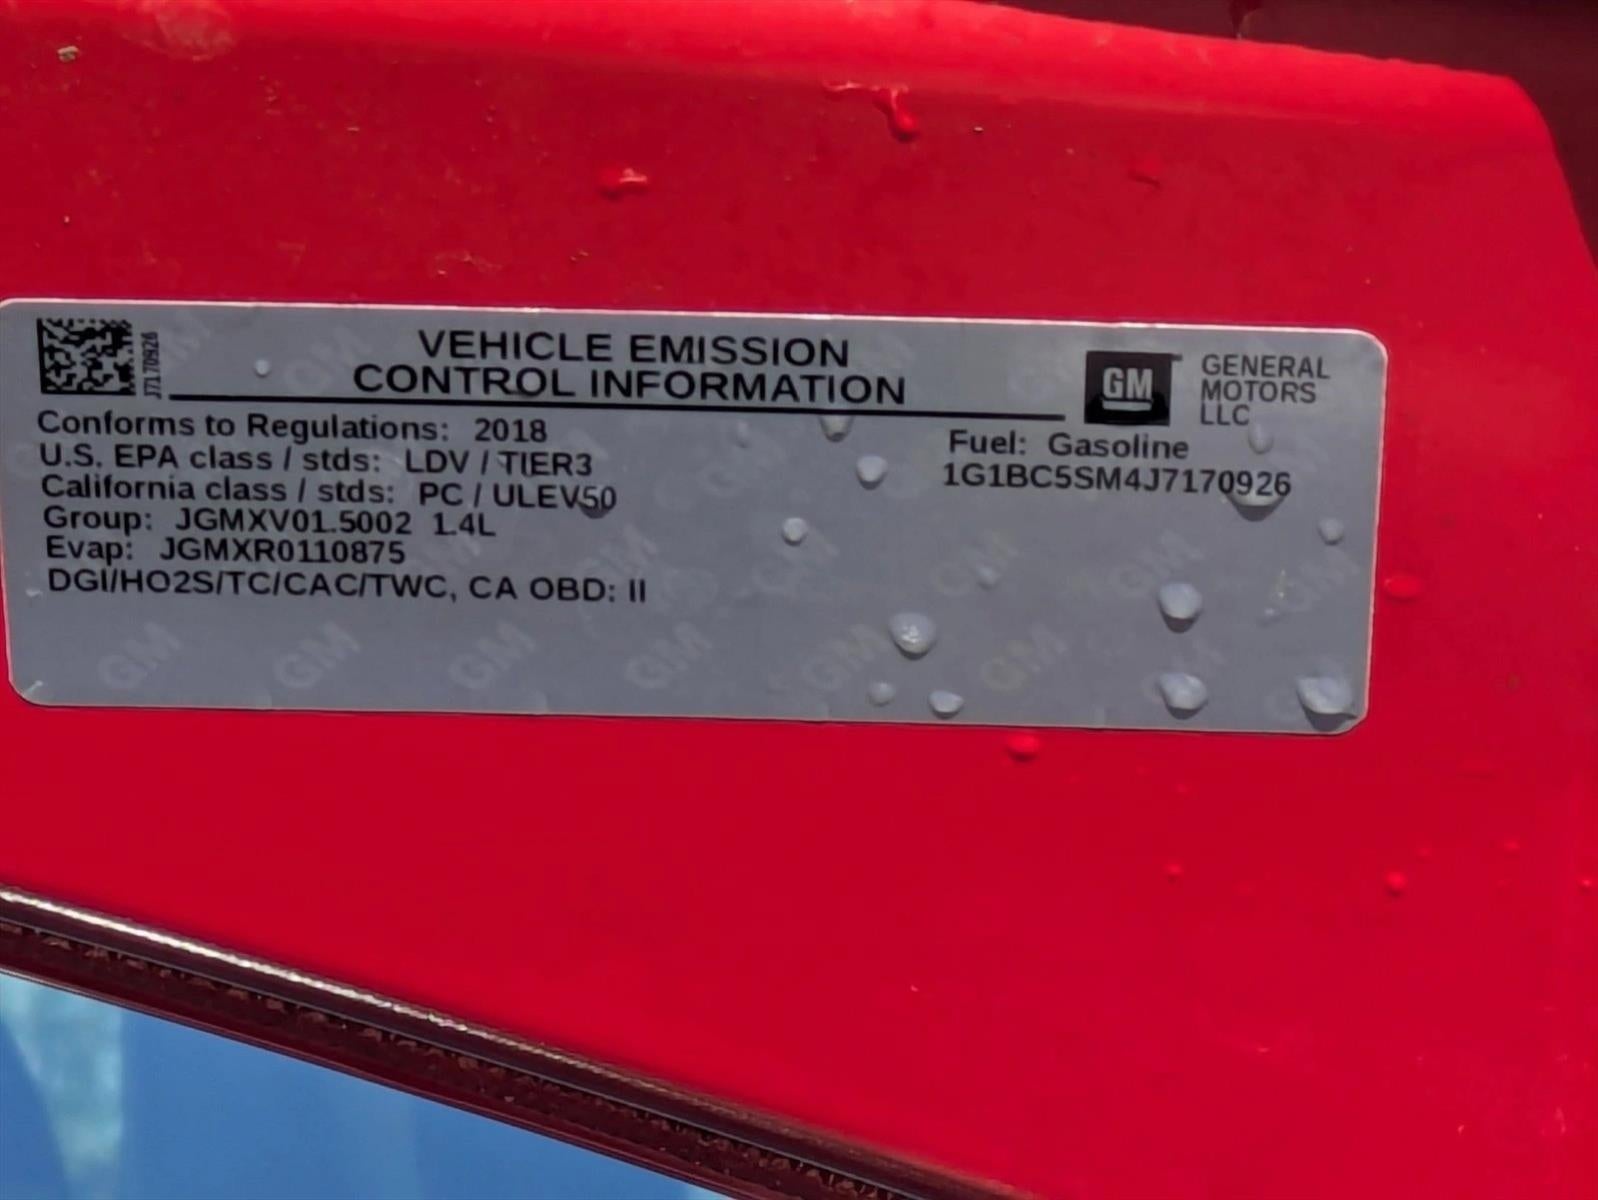 J7170926
VEHICLE EMISSION
CONTROL INFORMATION
GM
GENERAL
MOTORS
LLC
Conforms to Regulations: 2018
U.S. EPA class / stds: LDV / TIER3
California class / stds: PC / ULEV50
Group: JGMXV01.5002 1.4L
Evap: JGMXR0110875
DGI/HO2S/TC/CAC/TWC, CA OBD: II
Fuel: Gasoline
1G1BC5SM4J7170926